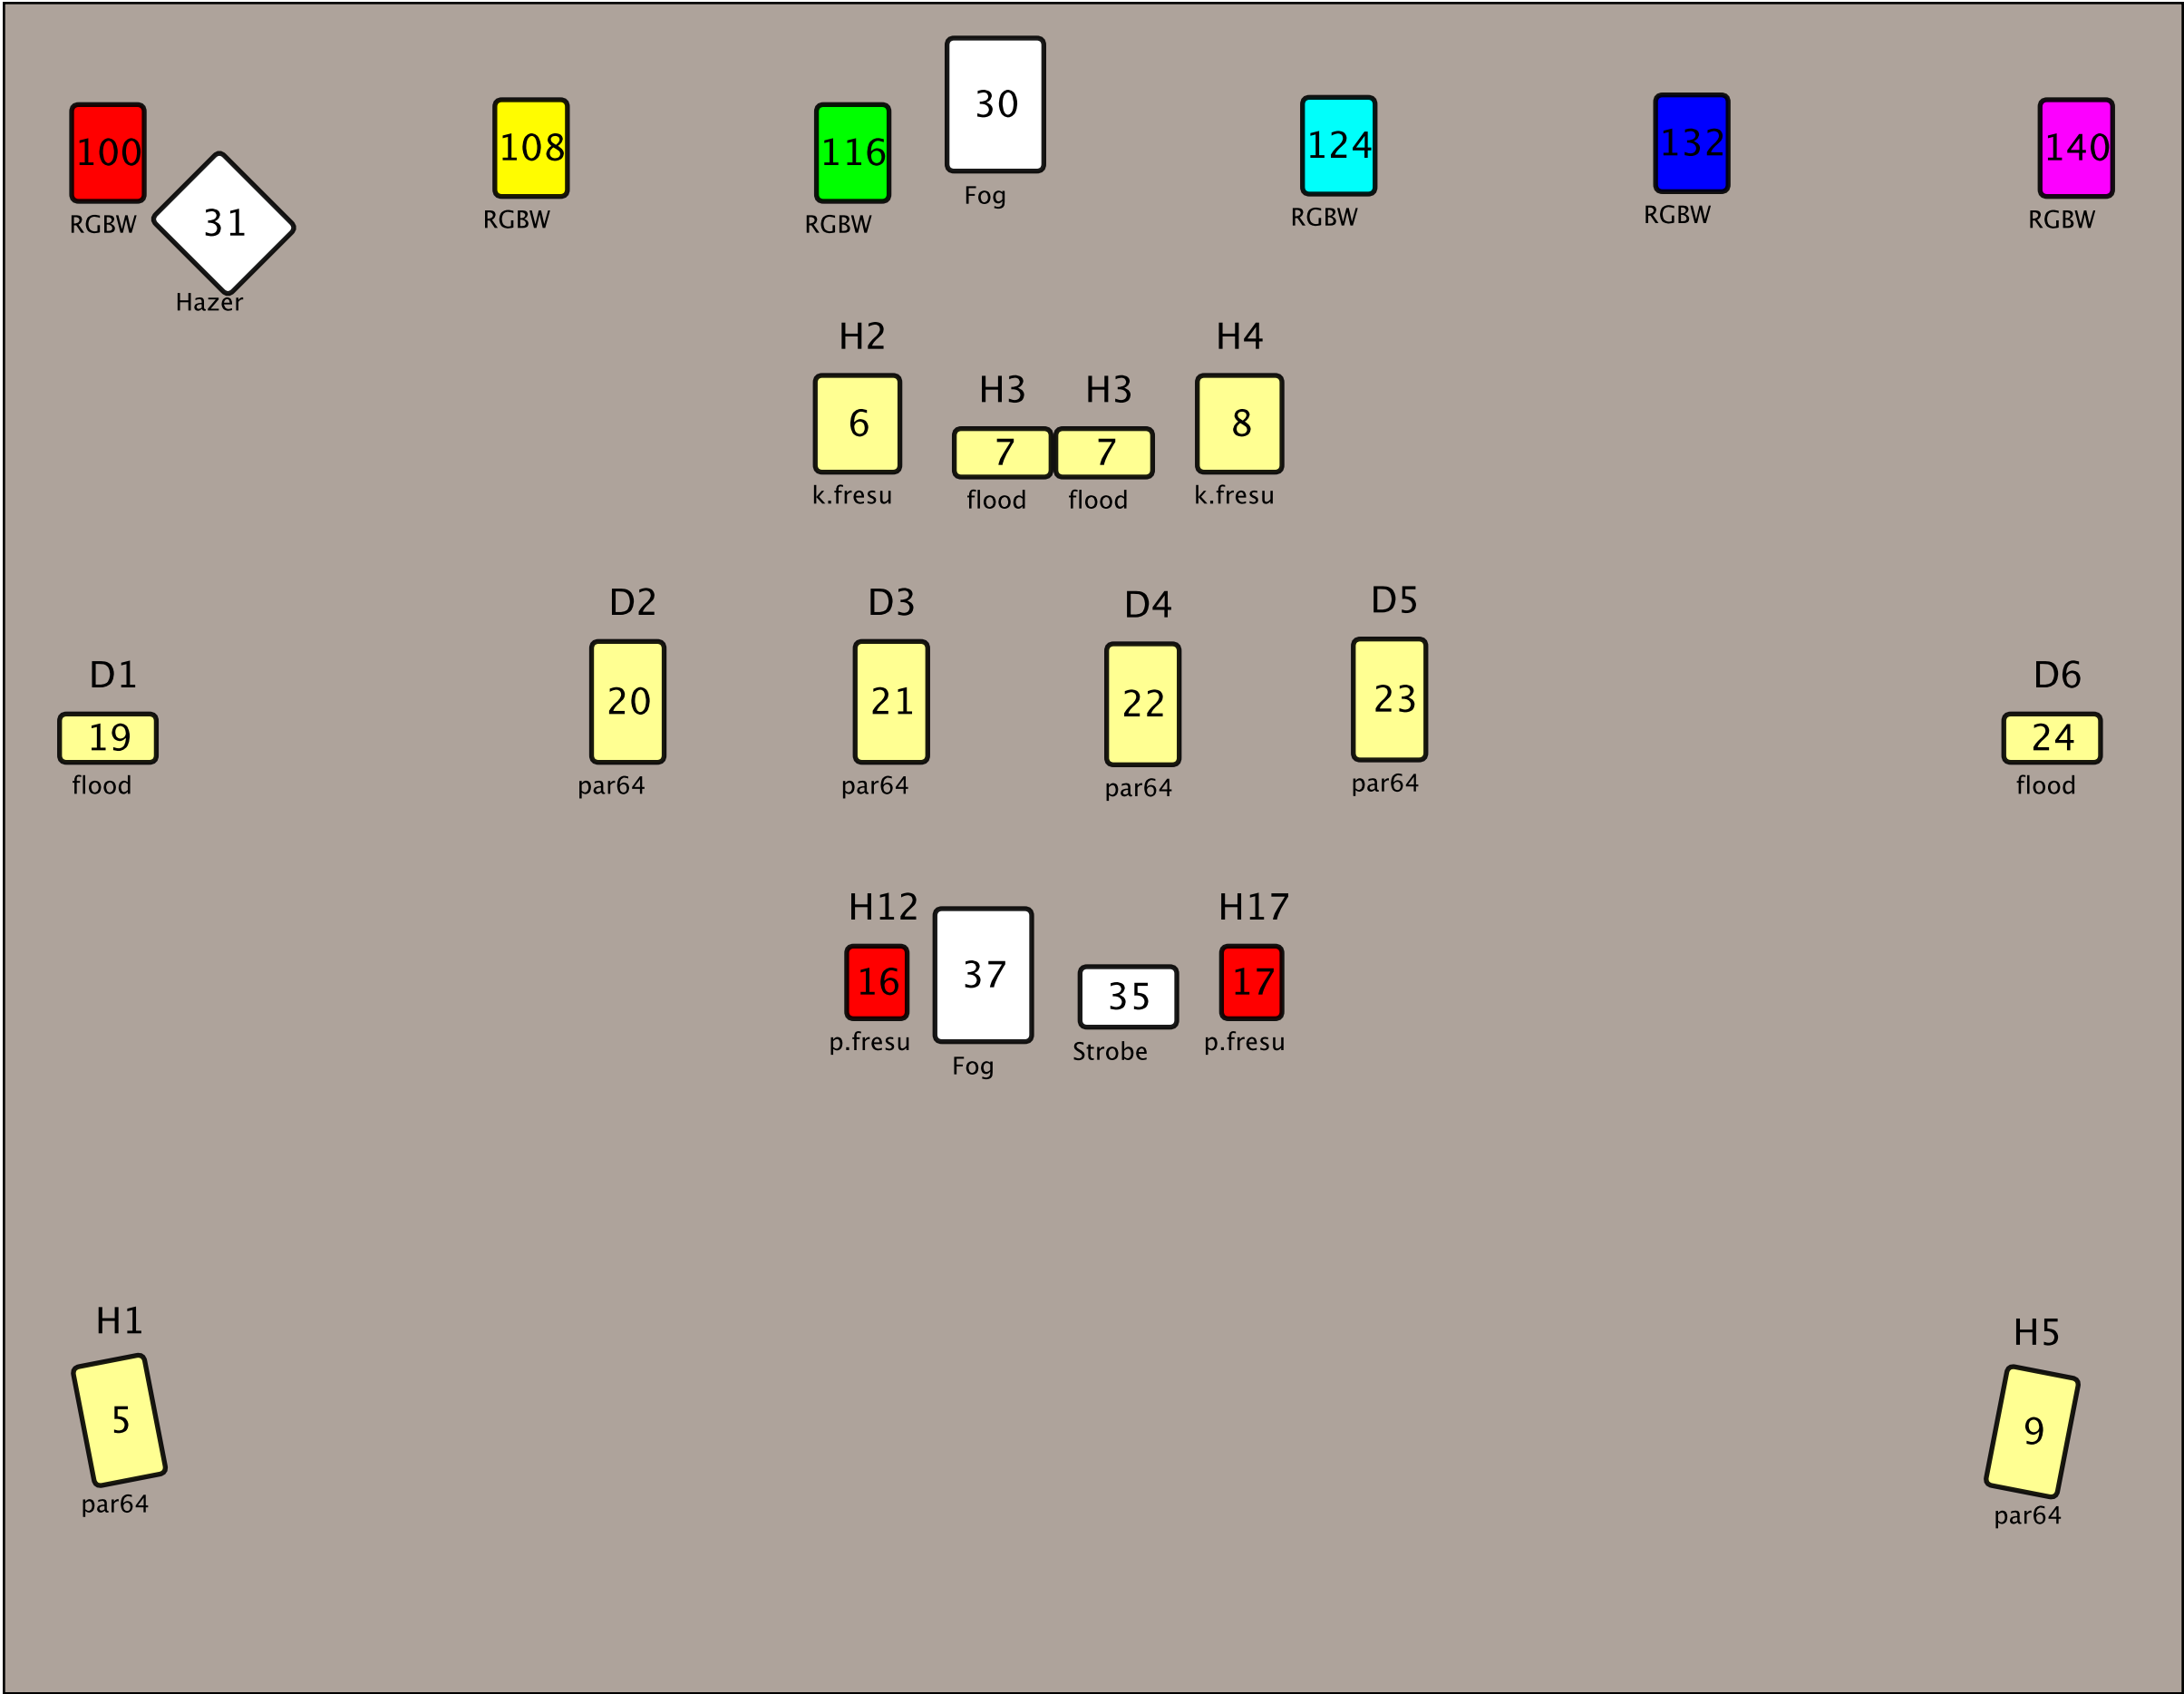 30
100
108
116
124
132
140
Fog
RGBW
31
RGBW
RGBW
RGBW
RGBW
RGBW
Hazer
H2
H4
H3
H3
6
7
7
8
k.fresu
flood
flood
k.fresu
D2
D3
D4
D5
D1
D6
20
21
22
23
19
24
flood
par64
par64
par64
par64
flood
H12
H17
16
37
35
17
p.fresu
Fog
Strobe
p.fresu
H1
H5
5
9
par64
par64